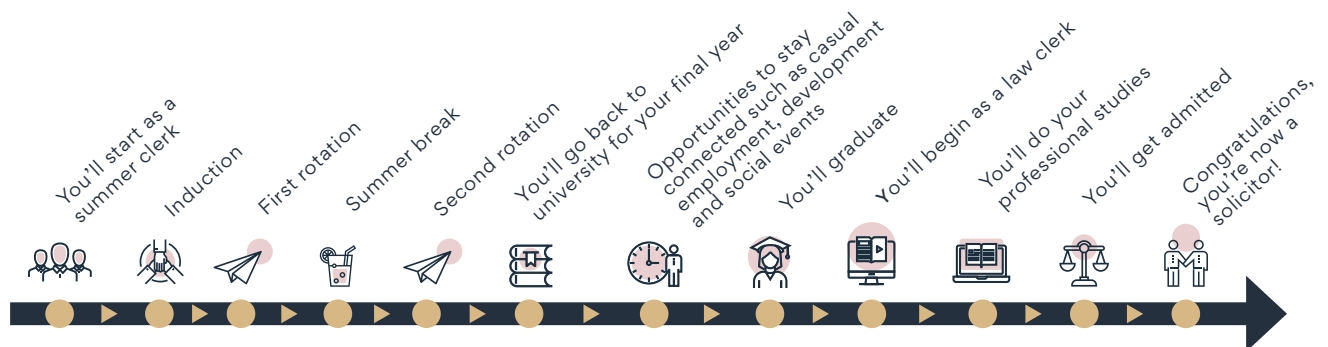 You'll start as a
summer clerk
Induction
First rotation
Summer break
Second rotation
You'll go back to
university for your final year
Opportunities to stay
connected such as casual
employment, development
and social events
You'll graduate
You'll begin as a law clerk
You'll do your
professional studies
You'll get admitted
Congratulations,
you're now a
solicitor!